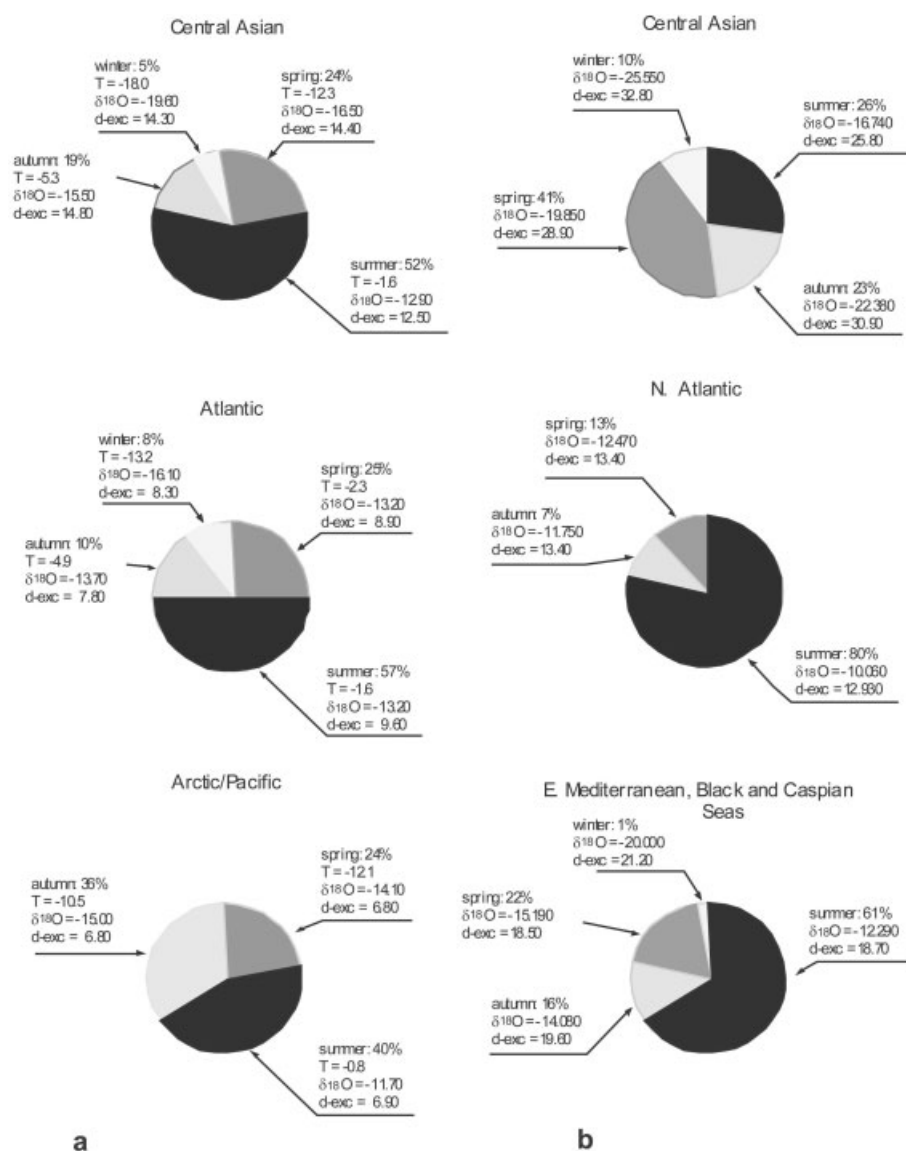 Central Asian
winter: 5%
T = -18.0
δ18O = -19.60
d-exc = 14.30
spring: 24%
T = -12.3
δ18O = -16.50
d-exc = 14.40
autumn: 19%
T = -5.3
δ18O = -15.50
d-exc = 14.80
summer: 52%
T = -1.6
δ18O = -12.90
d-exc = 12.50
Atlantic
winter: 8%
T = -13.2
δ18O = -16.10
d-exc = 8.30
spring: 25%
T = -2.3
δ18O = -13.20
d-exc = 8.90
autumn: 10%
T = -4.9
δ18O = -13.70
d-exc = 7.80
summer: 57%
T = -1.6
δ18O = -13.20
d-exc = 9.60
Arctic/Pacific
spring: 24%
T = -12.1
δ18O = -14.10
d-exc = 6.80
autumn: 36%
T = -10.5
δ18O = -15.00
d-exc = 6.80
summer: 40%
T = -0.8
δ18O = -11.70
d-exc = 6.90
a
Central Asian
winter: 10%
δ18O = -25.550
d-exc = 32.80
summer: 26%
δ18O = -16.740
d-exc = 25.80
spring: 41%
δ18O = -19.850
d-exc = 28.90
autumn: 23%
δ18O = -22.380
d-exc = 30.90
N. Atlantic
spring: 13%
δ18O = -12.470
d-exc = 13.40
autumn: 7%
δ18O = -11.750
d-exc = 13.40
summer: 80%
δ18O = -10.060
d-exc = 12.930
E. Mediterranean, Black and Caspian
Seas
winter: 1%
δ18O = -20.000
d-exc = 21.20
spring: 22%
δ18O = -15.190
d-exc = 18.50
summer: 61%
δ18O = -12.290
d-exc = 18.70
autumn: 16%
δ18O = -14.080
d-exc = 19.60
b